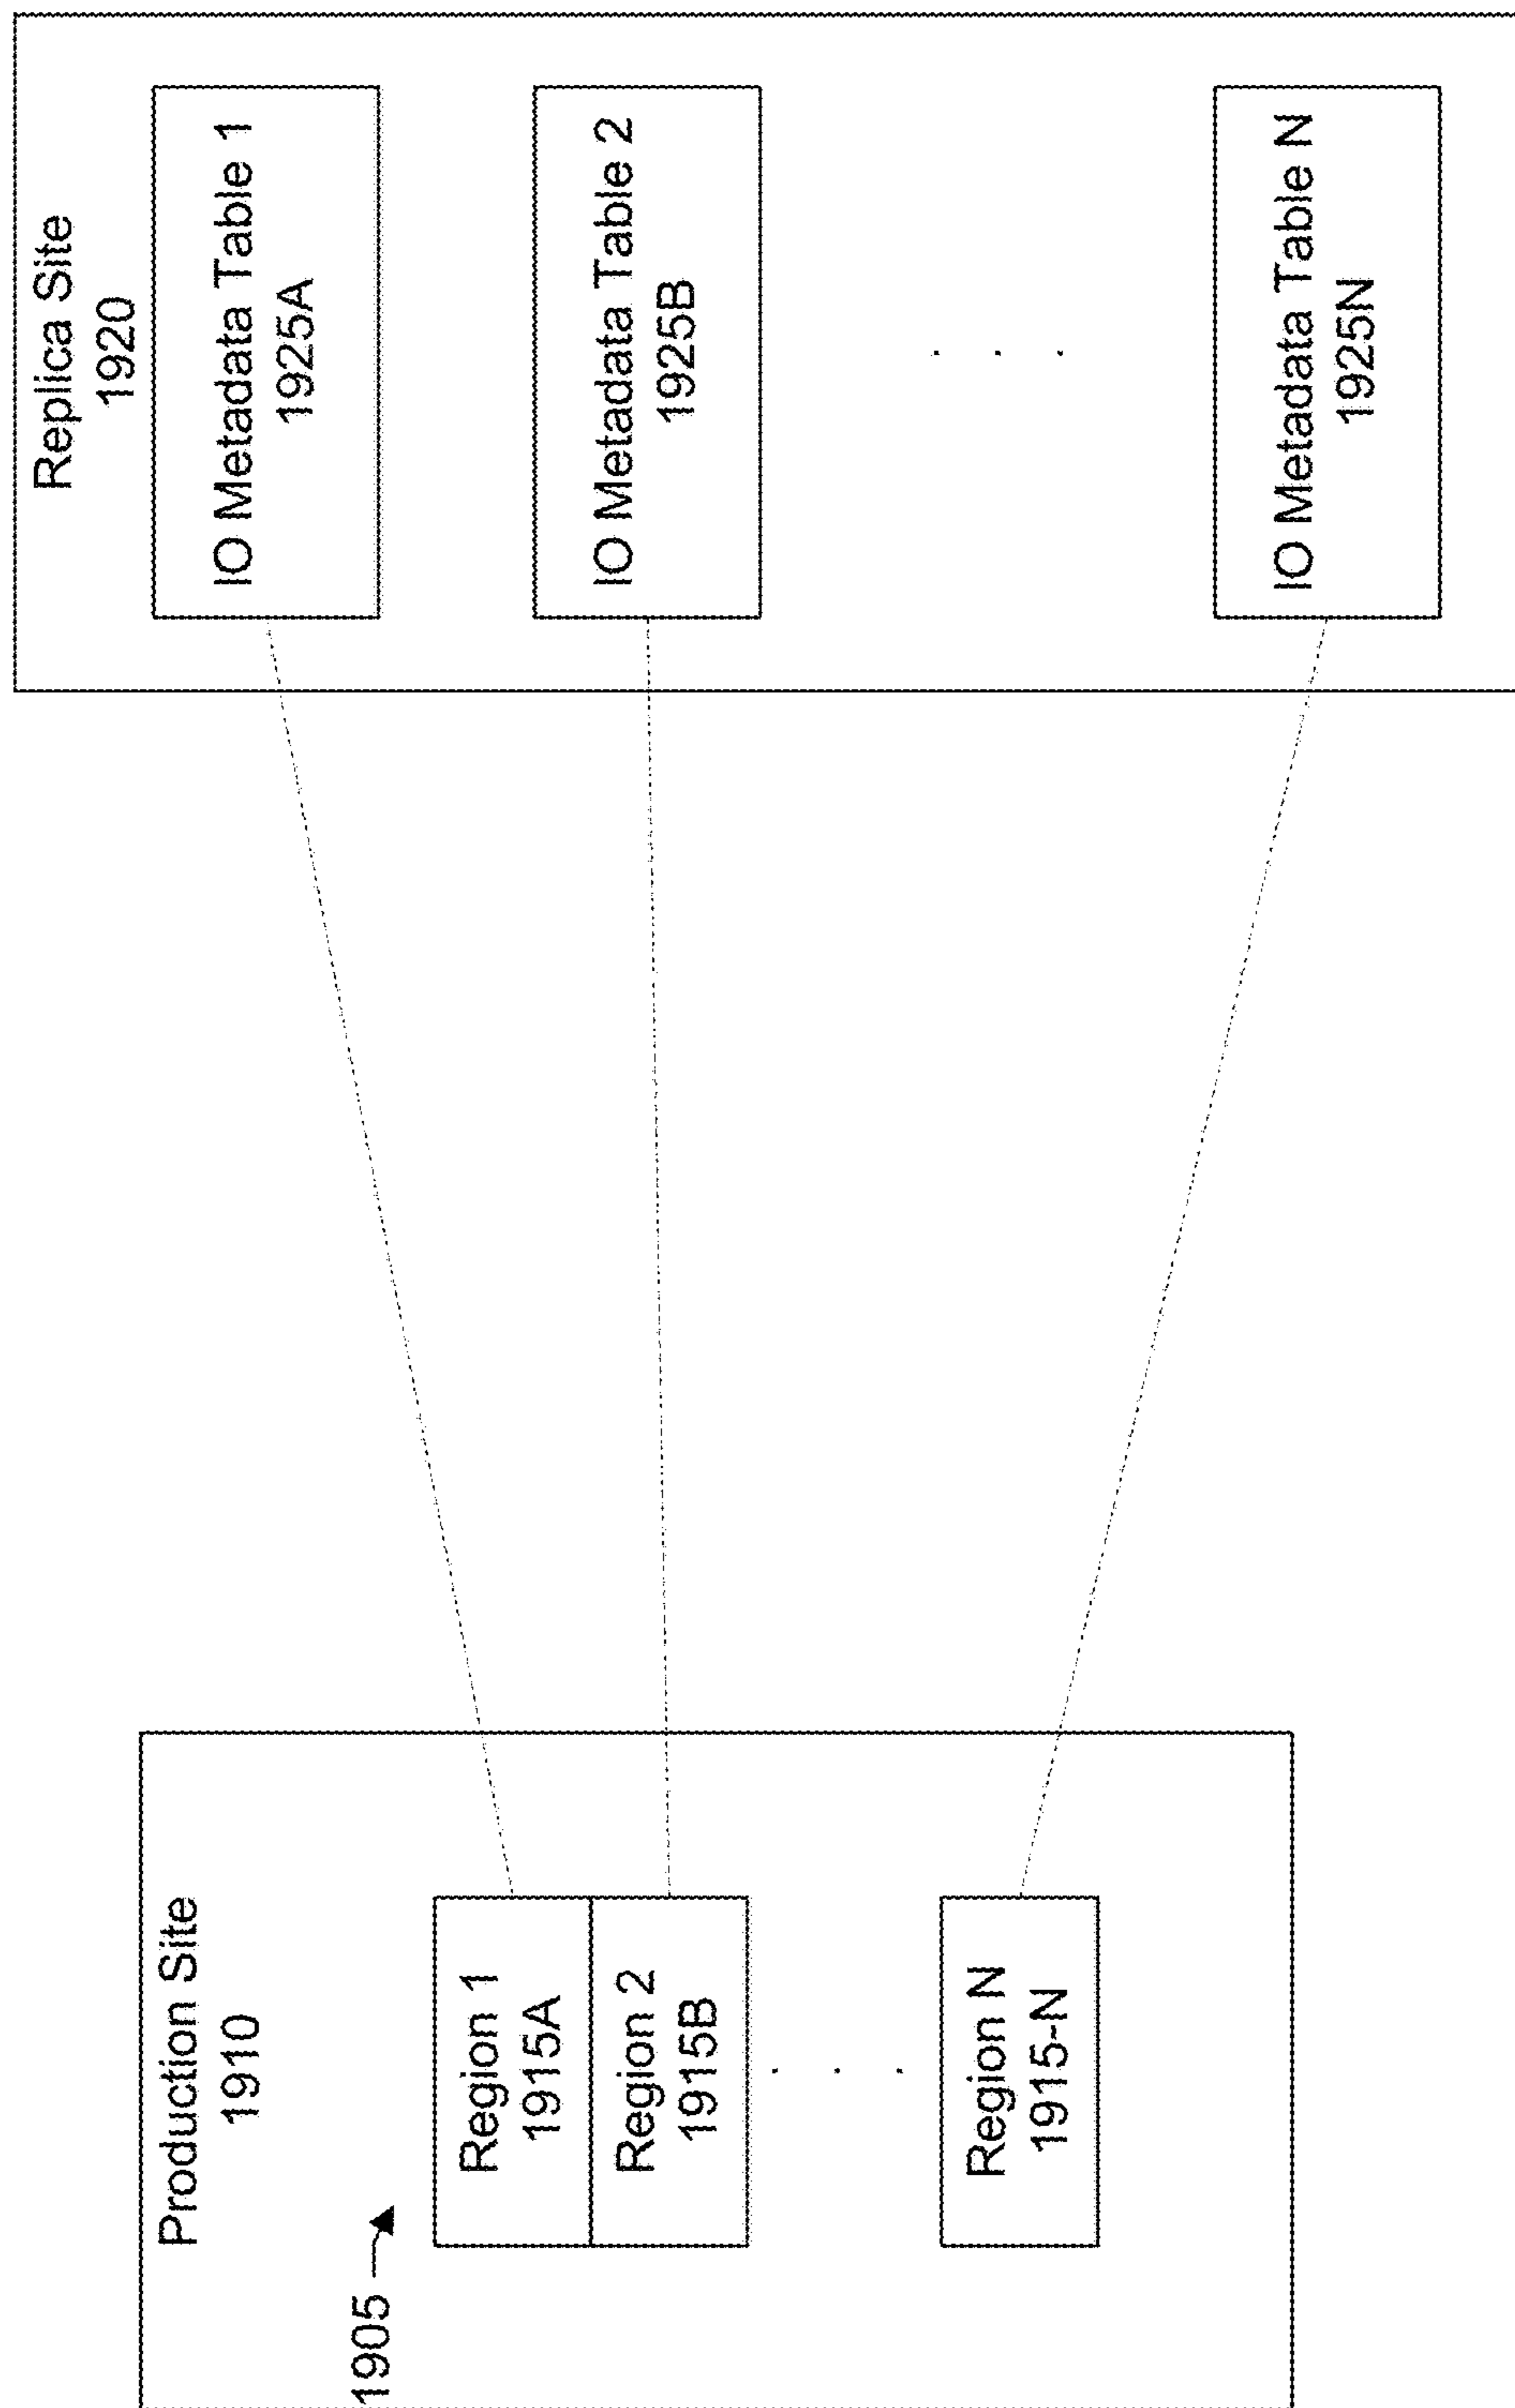 Production Site
1910
1905
Region 1
1915A
Region 2
1915B
. . .
Region N
1915-N
Replica Site
1920
IO Metadata Table 1
1925A
IO Metadata Table 2
1925B
. . .
IO Metadata Table N
1925N